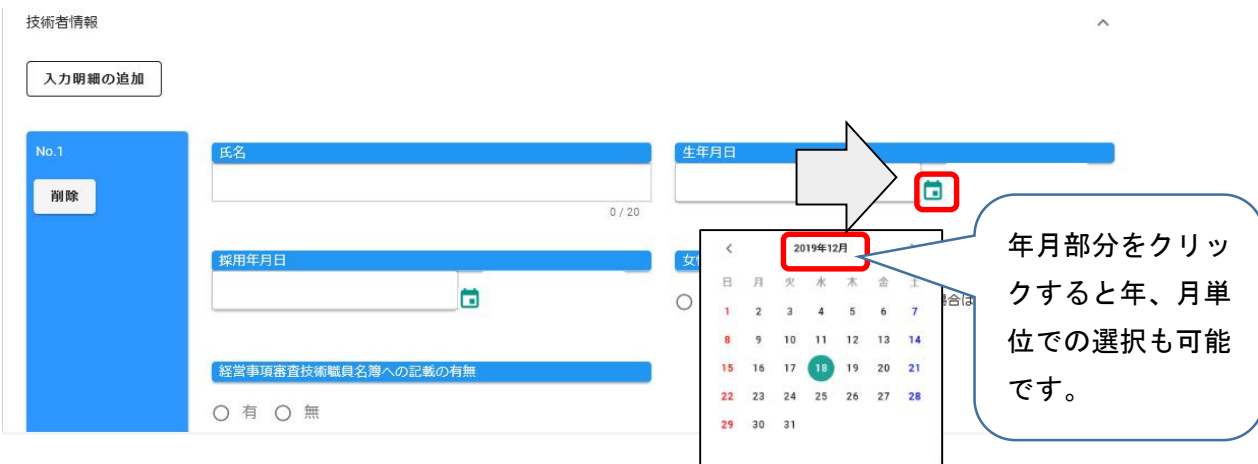 技術者情報
入力明細の追加
No.1
削除
氏名
0 / 20
生年月日
採用年月日
女
場合は
経営事項審査技術職員名簿への記載の有無
有 無
2019年12月
日 月 火 水 木 金 土
1 2 3 4 5 6 7
8 9 10 11 12 13 14
15 16 17 18 19 20 21
22 23 24 25 26 27 28
29 30 31
年月部分をクリッ
クすると年、月単
位での選択も可能
です。